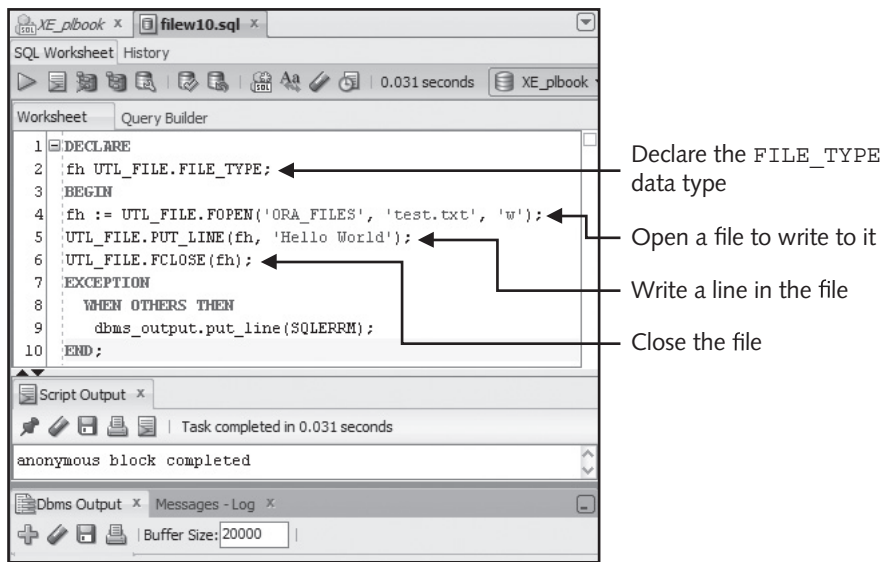 XE_plbook filew10.sql
SQL Worksheet History
0.031 seconds XE_plbook
Worksheet Query Builder
1 DECLARE
2 fh UTL_FILE.FILE_TYPE;
3 BEGIN
4 fh := UTL_FILE.FOPEN('ORA_FILES', 'test.txt', 'w');
5 UTL_FILE.PUT_LINE(fh, 'Hello World');
6 UTL_FILE.FCLOSE(fh);
7 EXCEPTION
8 WHEN OTHERS THEN
9 dbms_output.put_line(SQLERRM);
10 END;
Declare the FILE_TYPE
data type
Open a file to write to it
Write a line in the file
Close the file
Script Output
Task completed in 0.031 seconds
anonymous block completed
Dbms Output Messages - Log
Buffer Size: 20000